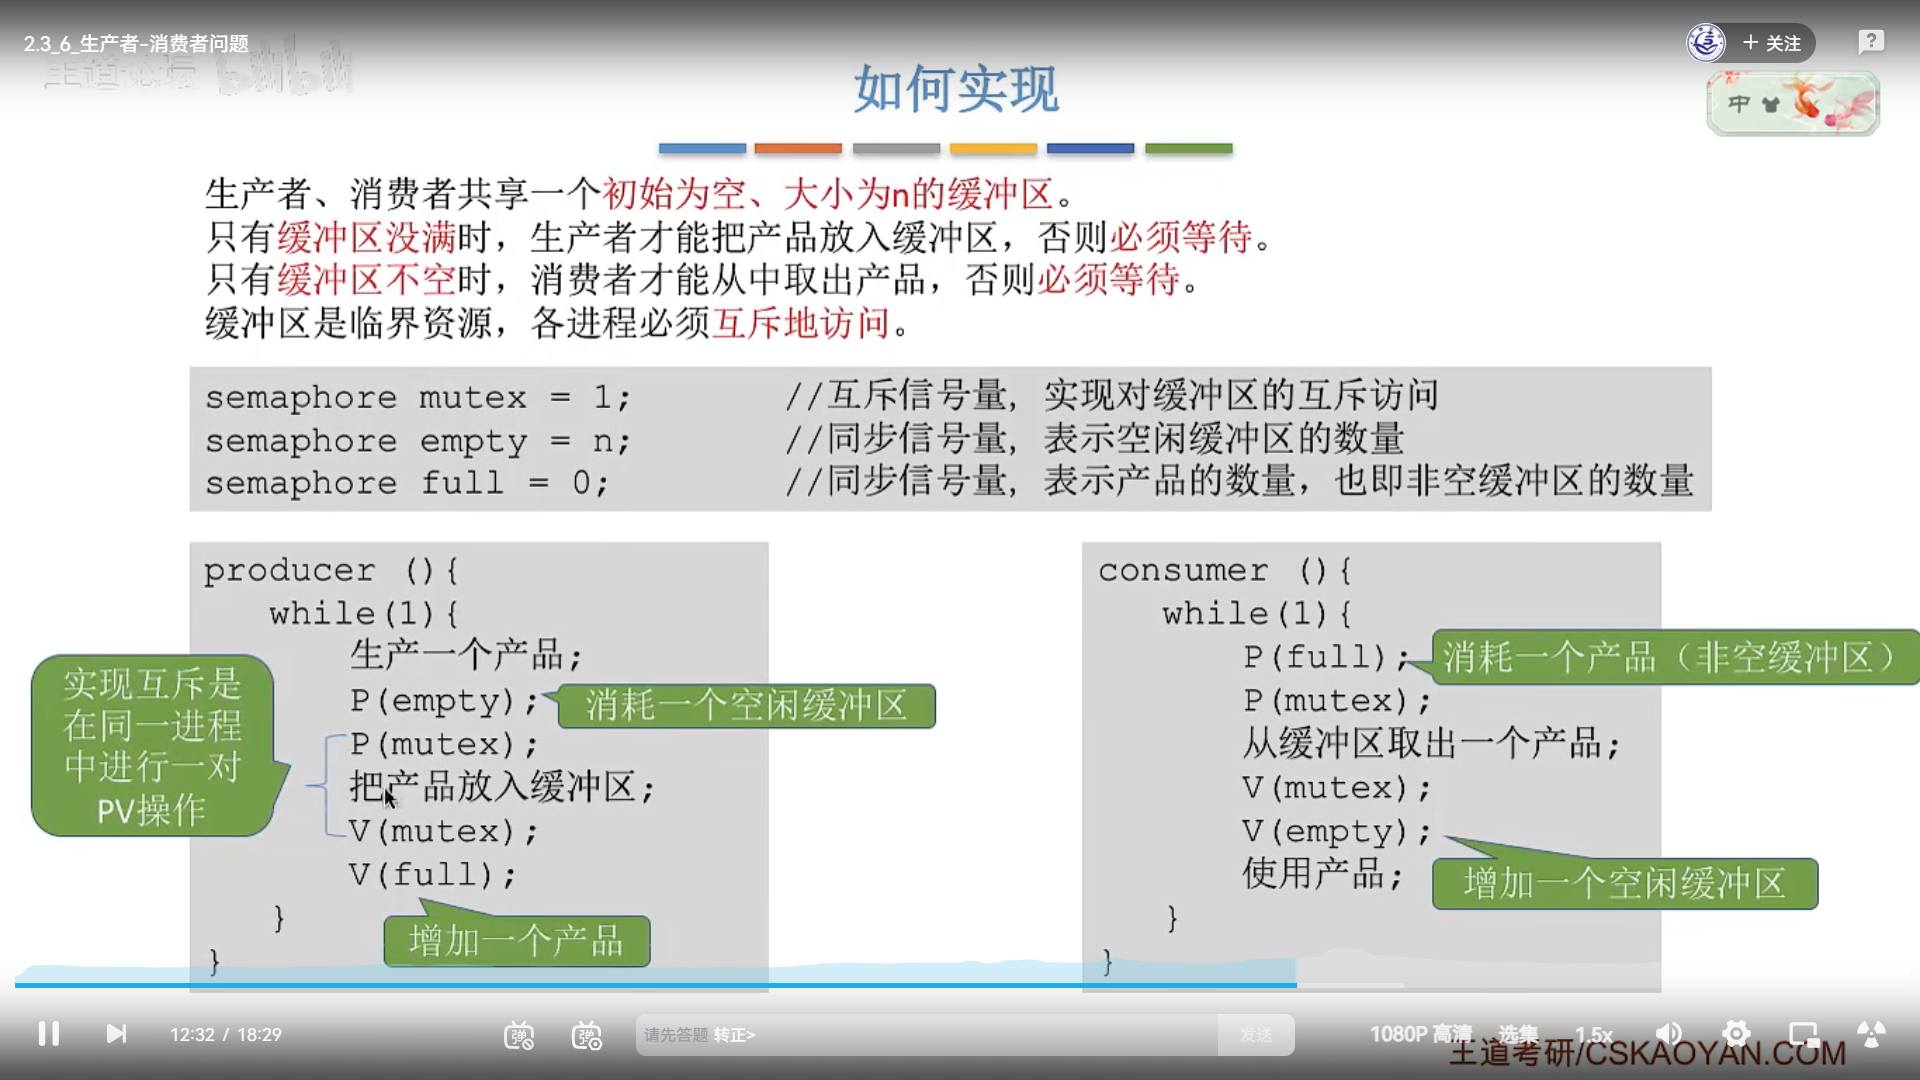 2.3_6_生产者-消费者问题
王道论坛 bilibili
+ 关注
?
如何实现
中
生产者、消费者共享一个初始为空、大小为n的缓冲区。
只有缓冲区没满时，生产者才能把产品放入缓冲区，否则必须等待。
只有缓冲区不空时，消费者才能从中取出产品，否则必须等待。
缓冲区是临界资源，各进程必须互斥地访问。
semaphore mutex = 1; //互斥信号量，实现对缓冲区的互斥访问
semaphore empty = n; //同步信号量，表示空闲缓冲区的数量
semaphore full = 0; //同步信号量，表示产品的数量，也即非空缓冲区的数量
producer (){
while(1){
生产一个产品;
P(empty);
消耗一个空闲缓冲区
P(mutex);
把产品放入缓冲区;
V(mutex);
V(full);
增加一个产品
}
}
实现互斥是
在同一进程
中进行一对
PV操作
consumer (){
while(1){
P(full);
消耗一个产品（非空缓冲区）
P(mutex);
从缓冲区取出一个产品;
V(mutex);
V(empty);
增加一个空闲缓冲区
使用产品;
}
}
12:32 / 18:29
弹
弹
请先答题 转正>
发送
1080P 高清
选集
1.5x
王道考研/CSKAOYAN.COM